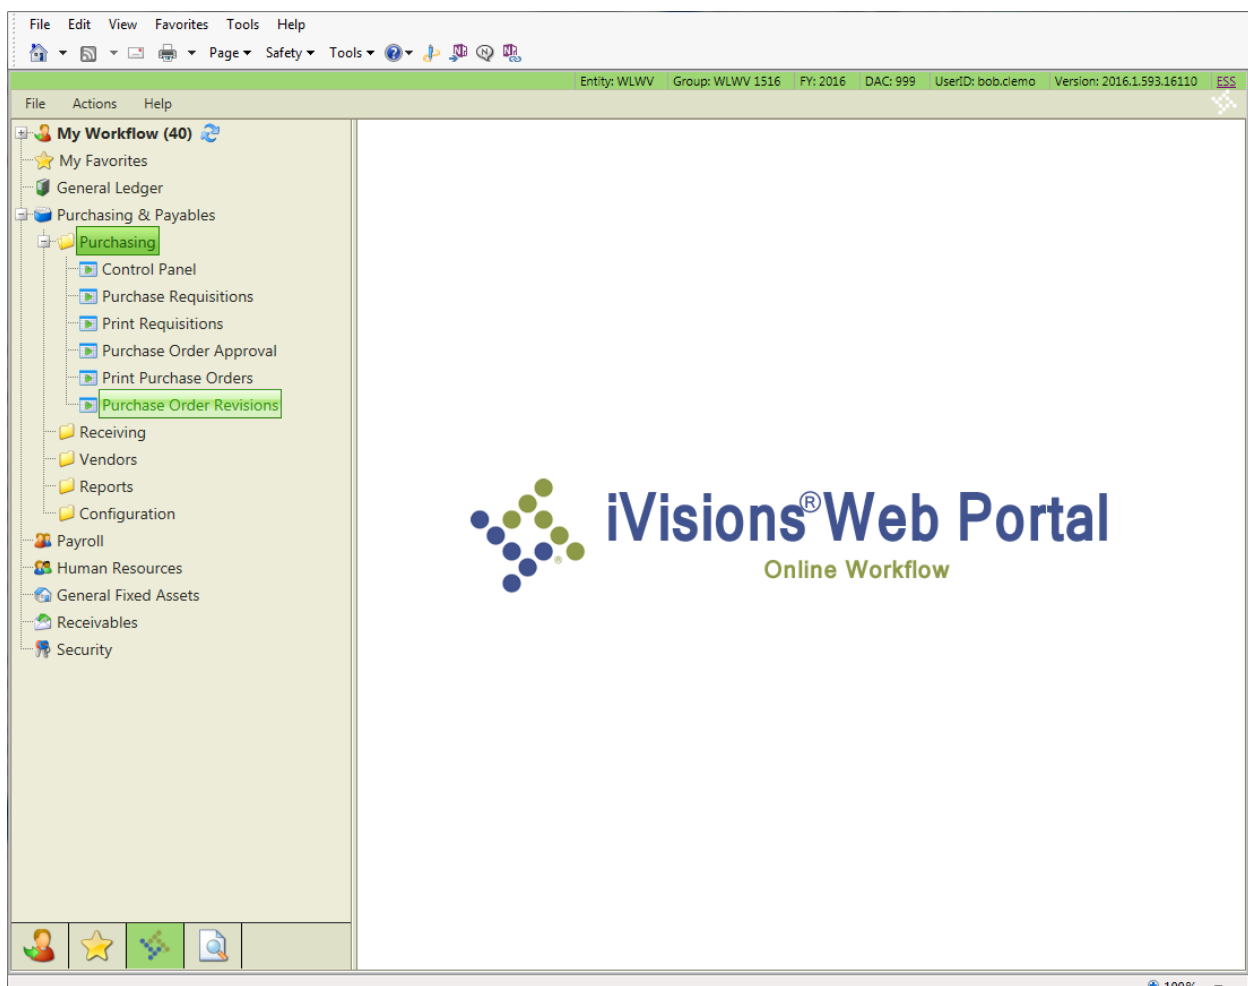 File Edit View Favorites Tools Help
Page Safety Tools
Entity: WLWV Group: WLWV 1516 FY: 2016 DAC: 999 UserID: bob.clemo Version: 2016.1.593.16110 ESS
File Actions Help
My Workflow (40)
My Favorites
General Ledger
Purchasing & Payables
Purchasing
Control Panel
Purchase Requisitions
Print Requisitions
Purchase Order Approval
Print Purchase Orders
Purchase Order Revisions
Receiving
Vendors
Reports
Configuration
Payroll
Human Resources
General Fixed Assets
Receivables
Security
iVisions® Web Portal
Online Workflow
100%